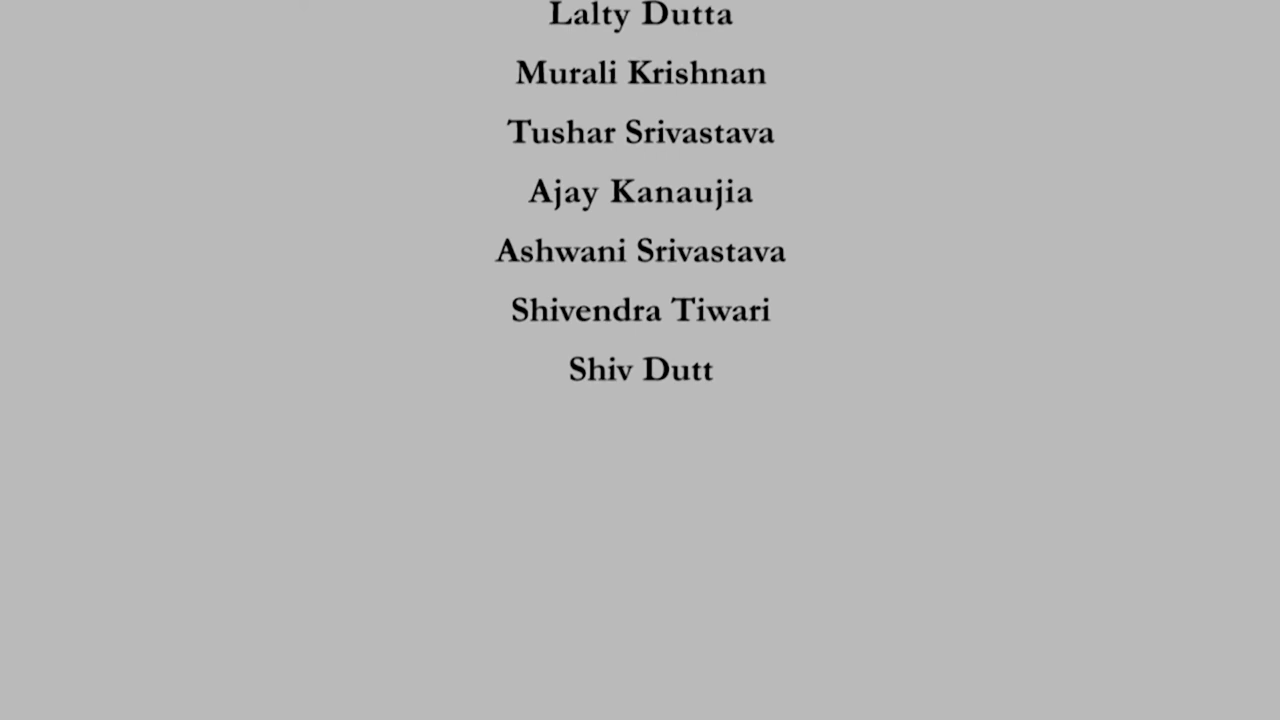 Lalty Dutta
Murali Krishnan
Tushar Srivastava
Ajay Kanaujia
Ashwani Srivastava
Shivendra Tiwari
Shiv Dutt